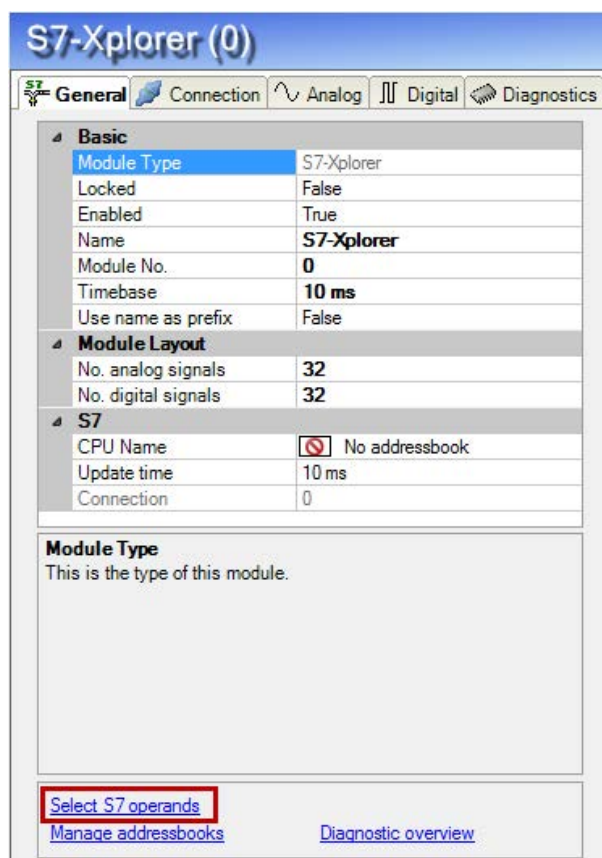 S7-Xplorer (0)
S7 General Connection Analog Digital Diagnostics
Basic
Module Type S7-Xplorer
Locked False
Enabled True
Name S7-Xplorer
Module No. 0
Timebase 10 ms
Use name as prefix False
Module Layout
No. analog signals 32
No. digital signals 32
S7
CPU Name No addressbook
Update time 10 ms
Connection 0
Module Type
This is the type of this module.
Select S7 operands
Manage addressbooks Diagnostic overview